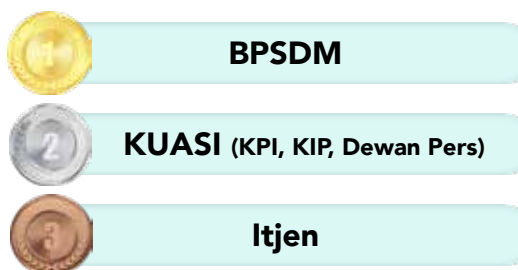 1
BPSDM
2
KUASI (KPI, KIP, Dewan Pers)
3
Itjen